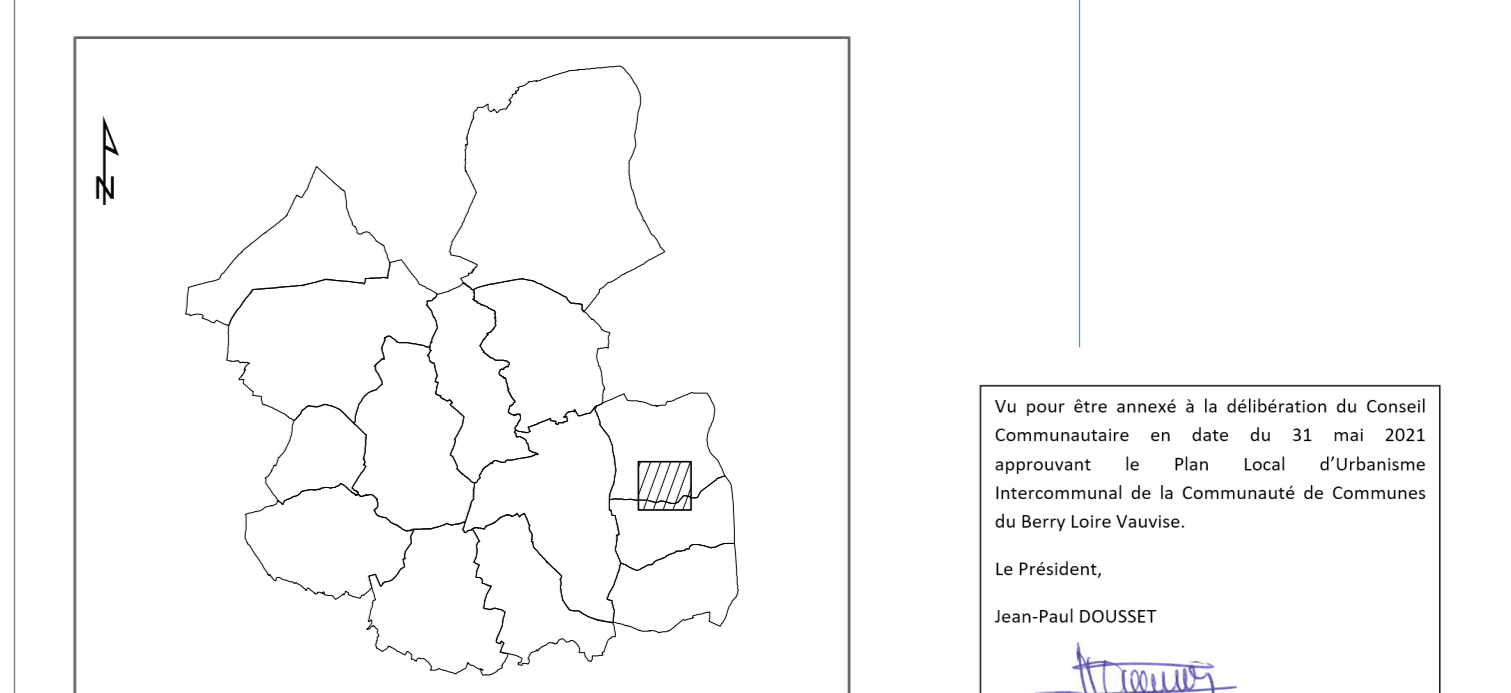 N
Vu pour être annexé à la délibération du Conseil
Communautaire en date du 31 mai 2021
approuvant le Plan Local d’Urbanisme
Intercommunal de la Communauté de Communes
du Berry Loire Vauvise.
Le Président,
Jean-Paul DOUSSET